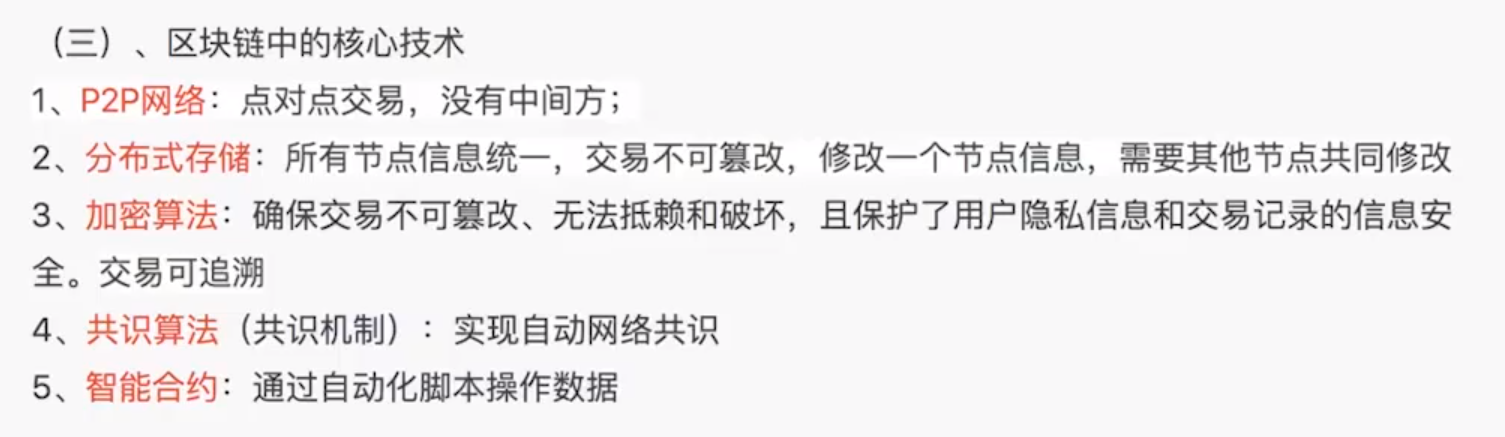 （三）、区块链中的核心技术
1、P2P网络：点对点交易，没有中间方；
2、分布式存储：所有节点信息统一，交易不可篡改，修改一个节点信息，需要其他节点共同修改
3、加密算法：确保交易不可篡改、无法抵赖和破坏，且保护了用户隐私信息和交易记录的信息安
全。交易可追溯
4、共识算法（共识机制）：实现自动网络共识
5、智能合约：通过自动化脚本操作数据